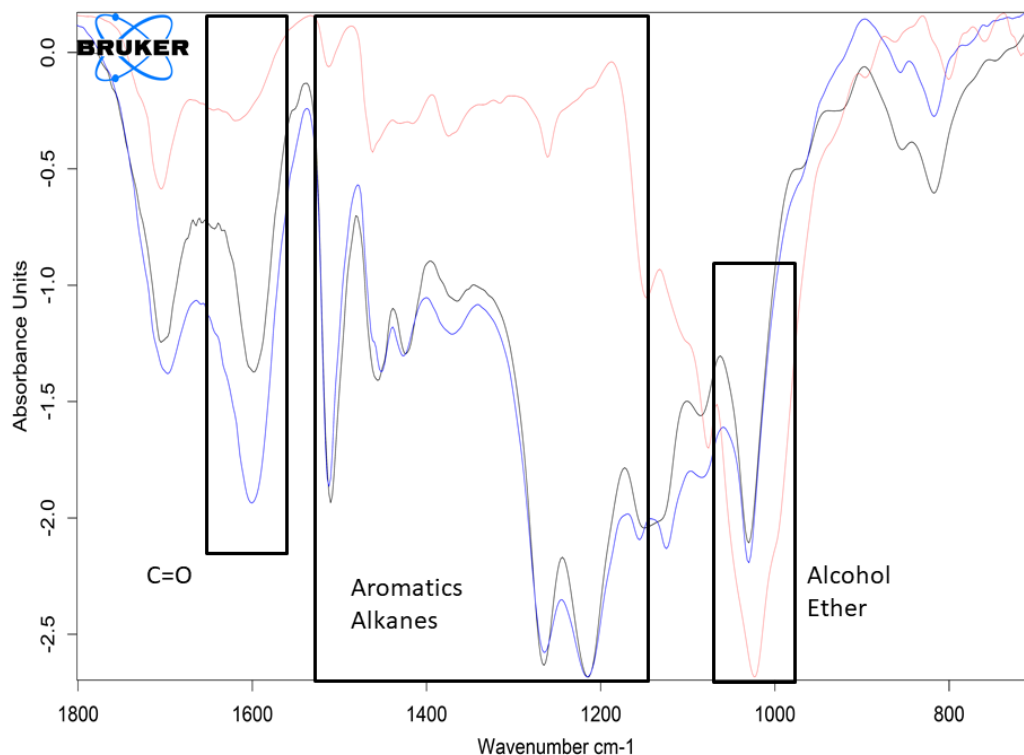 BRUKER
0.0
-0.5
-1.0
-1.5
-2.0
-2.5
Absorbance Units
C=O
Aromatics
Alkanes
Alcohol
Ether
1800
1600
1400
1200
1000
800
Wavenumber cm-1